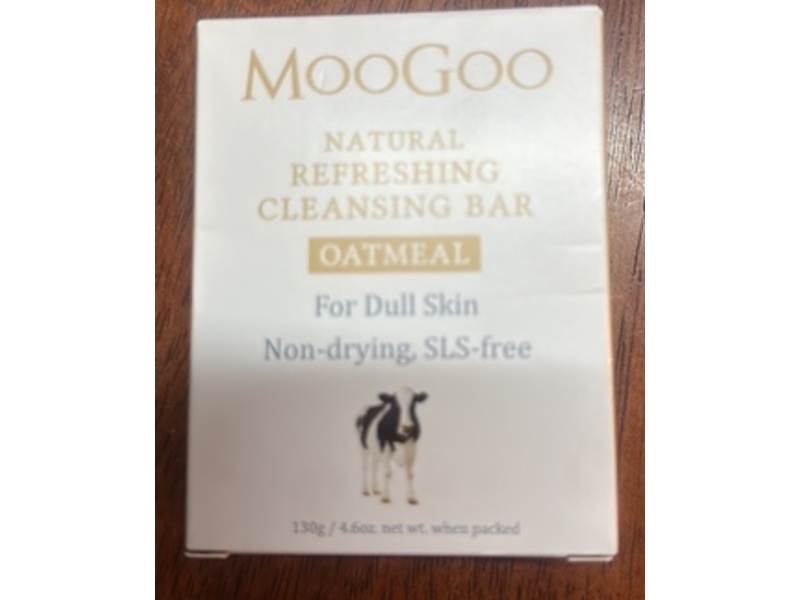 MooGoo
NATURAL
REFRESHING
CLEANSING BAR
OATMEAL
For Dull Skin
Non-drying, SLS-free
130g / 4.6oz. net wt. when packed